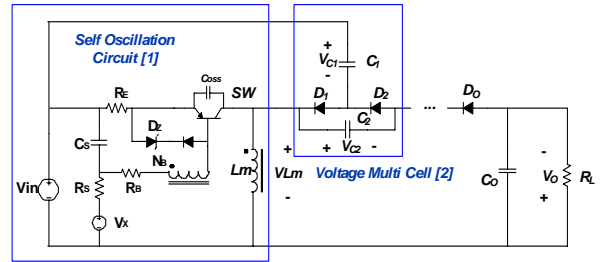 Self Oscillation
Circuit [1]
Coss
SW
RE
DZ
CS
NB
RB
RS
Vin
VX
Lm
+
VLm
-
+
VC1
-
C1
D1
D2
C2
+
VC2
-
Voltage Multi Cell [2]
...
DO
CO
-
VO
+
RL